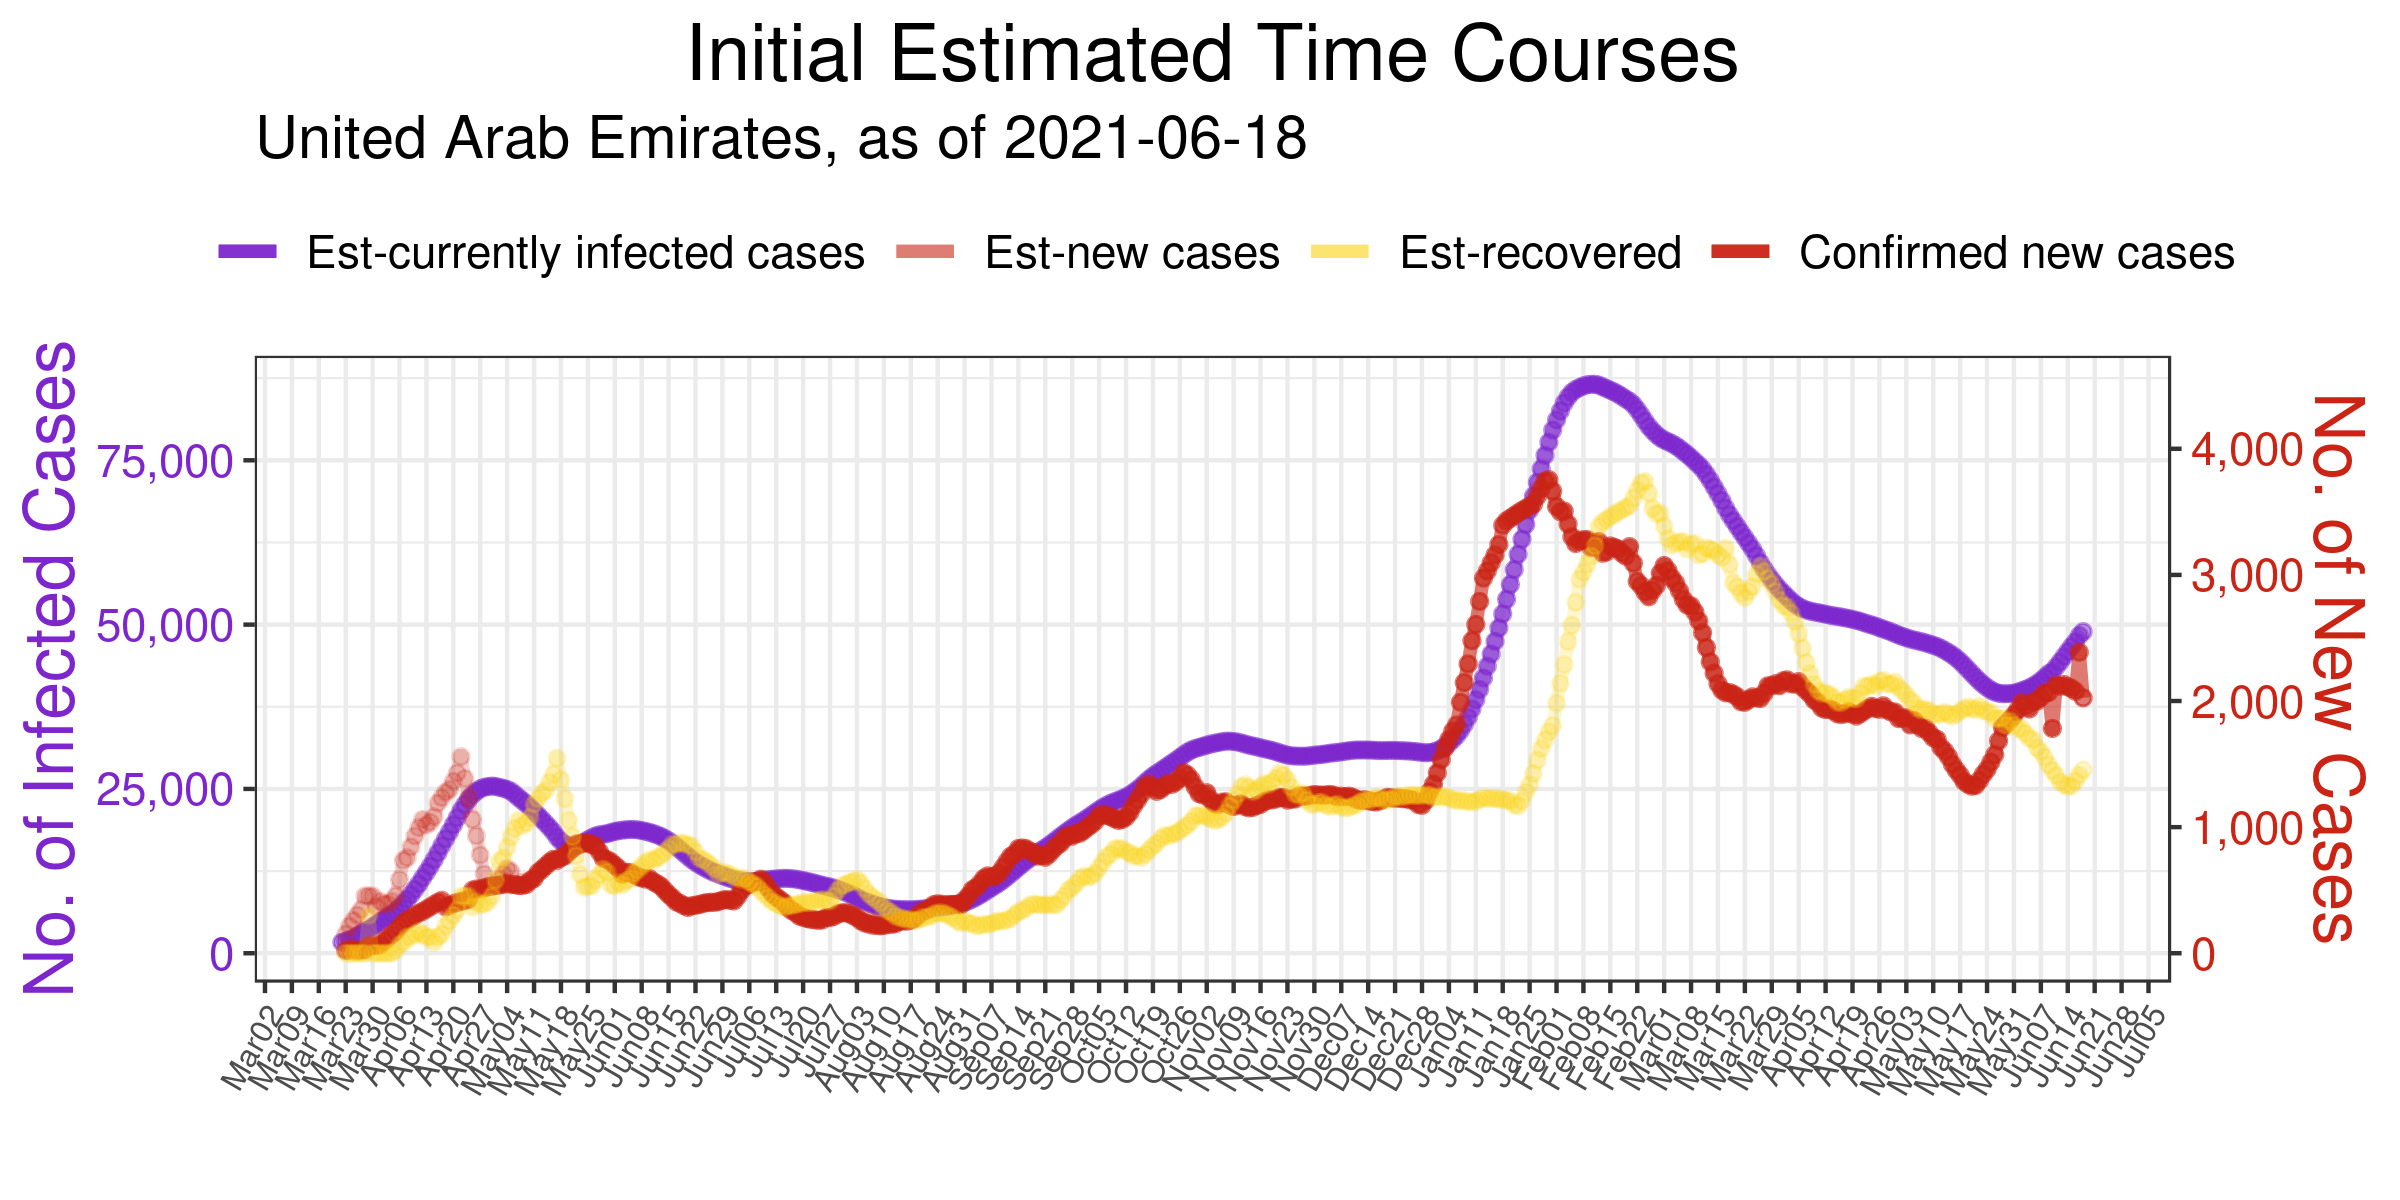 Initial Estimated Time Courses
United Arab Emirates, as of 2021-06-18
Est-currently infected cases Est-new cases Est-recovered Confirmed new cases
No. of Infected Cases
75,000
50,000
25,000
0
4,000
3,000
2,000
1,000
0
No. of New Cases
Mar02
Mar09
Mar16
Mar23
Mar30
Apr06
Apr13
Apr20
Apr27
May04
May11
May18
May25
Jun01
Jun08
Jun15
Jun22
Jun29
Jul06
Jul13
Jul20
Jul27
Aug03
Aug10
Aug17
Aug24
Aug31
Sep07
Sep14
Sep21
Sep28
Oct05
Oct12
Oct19
Oct26
Nov02
Nov09
Nov16
Nov23
Nov30
Dec07
Dec14
Dec21
Dec28
Jan04
Jan11
Jan18
Jan25
Feb01
Feb08
Feb15
Feb22
Mar01
Mar08
Mar15
Mar22
Mar29
Apr05
Apr12
Apr19
Apr26
May03
May10
May17
May24
May31
Jun07
Jun14
Jun21
Jun28
Jul05